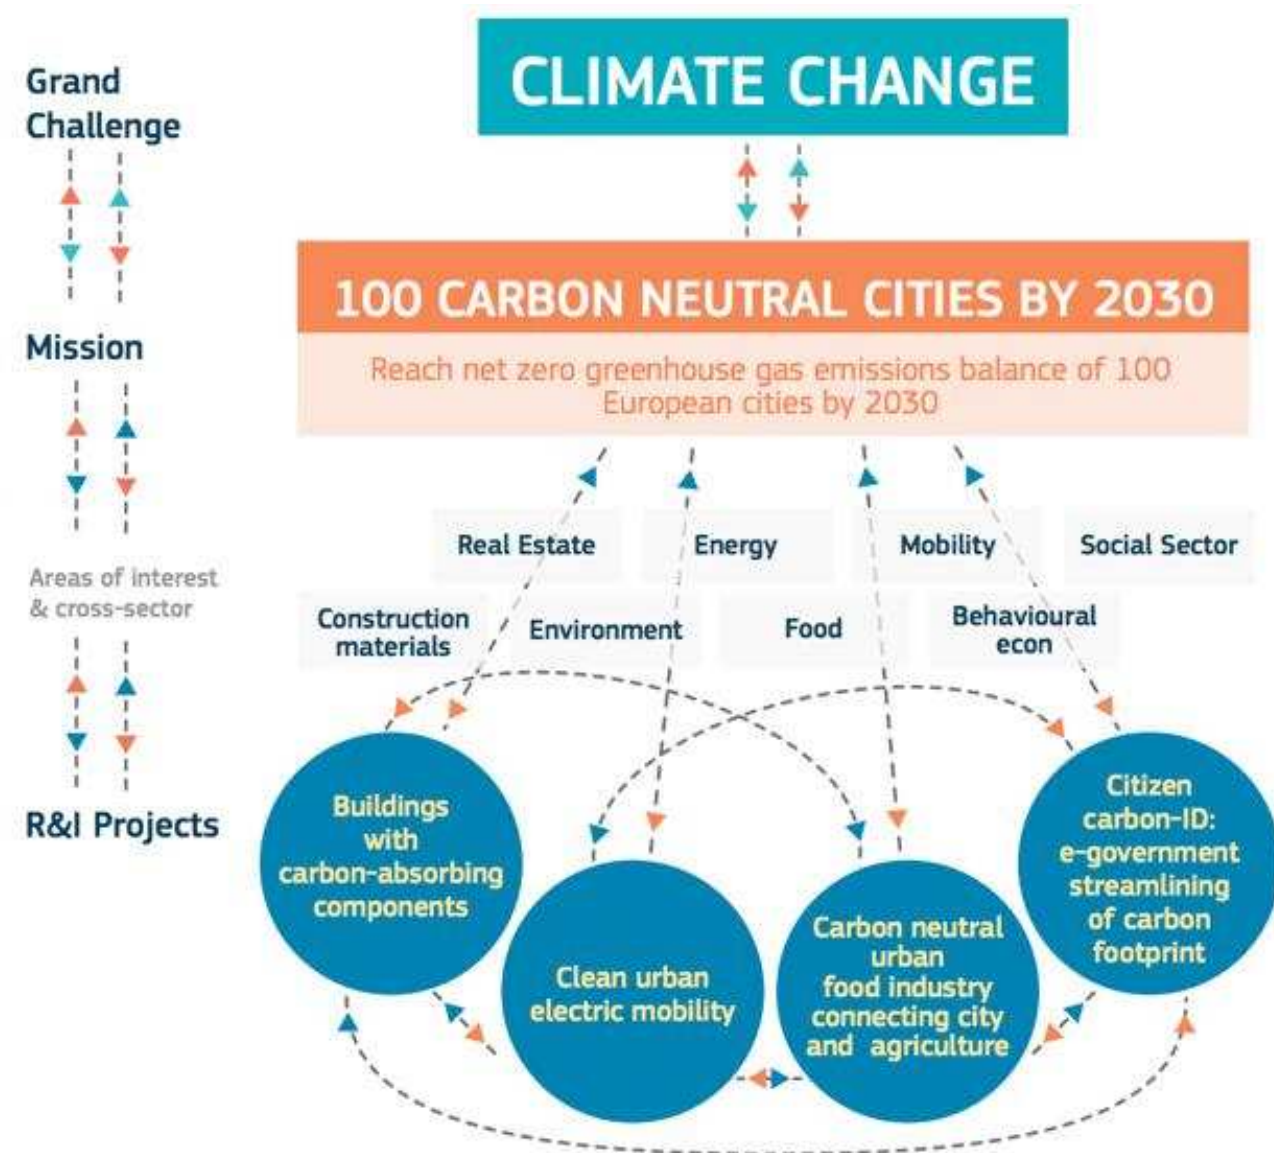 CLIMATE CHANGE
Grand
Challenge
100 CARBON NEUTRAL CITIES BY 2030
Mission
Reach net zero greenhouse gas emissions balance of 100
European cities by 2030
Real Estate
Energy
Mobility
Social Sector
Areas of interest
& cross-sector
Construction
materials
Environment
Food
Behavioural
econ
R&I Projects
Buildings
with
carbon-absorbing
components
Clean urban
electric mobility
Carbon neutral
urban
food industry
connecting city
and agriculture
Citizen
carbon-ID:
e-government
streamlining
of carbon
footprint